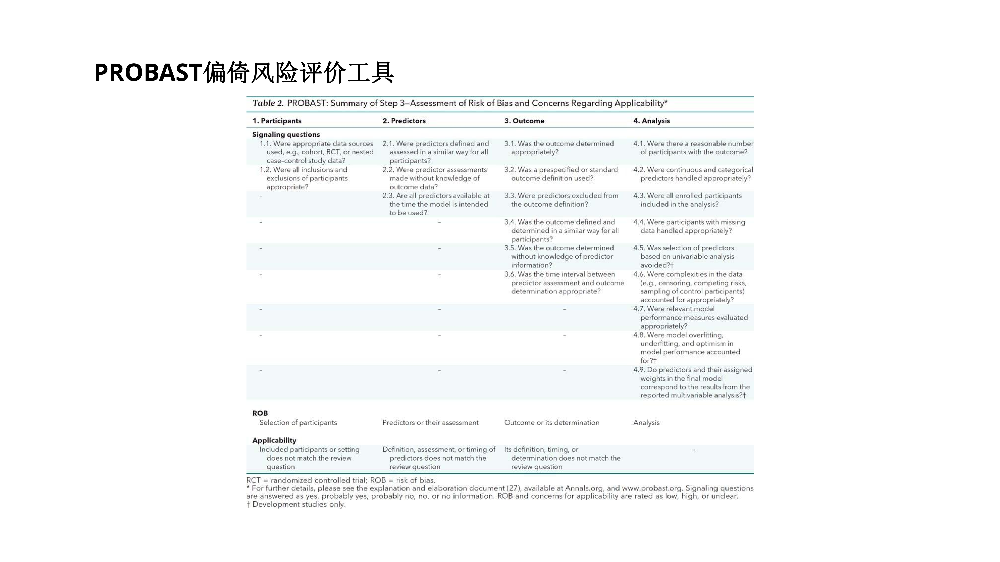 PROBAST偏倚风险评价工具
Table 2. PROBAST: Summary of Step 3–Assessment of Risk of Bias and Concerns Regarding Applicability*
1. Participants 2. Predictors 3. Outcome 4. Analysis
Signaling questions
1.1. Were appropriate data sources
used, e.g., cohort, RCT, or nested
case-control study data?
2.1. Were predictors defined and
assessed in a similar way for all
participants?
3.1. Was the outcome determined
appropriately?
4.1. Were there a reasonable number
of participants with the outcome?
1.2. Were all inclusions and
exclusions of participants
appropriate?
2.2. Were predictor assessments
made without knowledge of
outcome data?
3.2. Was a prespecified or standard
outcome definition used?
4.2. Were continuous and categorical
predictors handled appropriately?
–
2.3. Are all predictors available at
the time the model is intended
to be used?
3.3. Were predictors excluded from
the outcome definition?
4.3. Were all enrolled participants
included in the analysis?
–
–
3.4. Was the outcome defined and
determined in a similar way for all
participants?
4.4. Were participants with missing
data handled appropriately?
–
–
3.5. Was the outcome determined
without knowledge of predictor
information?
4.5. Was selection of predictors
based on univariable analysis
avoided?†
–
–
3.6. Was the time interval between
predictor assessment and outcome
determination appropriate?
4.6. Were complexities in the data
(e.g., censoring, competing risks,
sampling of control participants)
accounted for appropriately?
–
–
–
4.7. Were relevant model
performance measures evaluated
appropriately?
–
–
–
4.8. Were model overfitting,
underfitting, and optimism in
model performance accounted
for?†
–
–
–
4.9. Do predictors and their assigned
weights in the final model
correspond to the results from the
reported multivariable analysis?†
ROB
Selection of participants Predictors or their assessment Outcome or its determination Analysis
Applicability
Included participants or setting
does not match the review
question
Definition, assessment, or timing of
predictors does not match the
review question
Its definition, timing, or
determination does not match the
review question
–
RCT = randomized controlled trial; ROB = risk of bias.
* For further details, please see the explanation and elaboration document (27), available at Annals.org, and www.probast.org. Signaling questions
are answered as yes, probably yes, probably no, no, or no information. ROB and concerns for applicability are rated as low, high, or unclear.
† Development studies only.